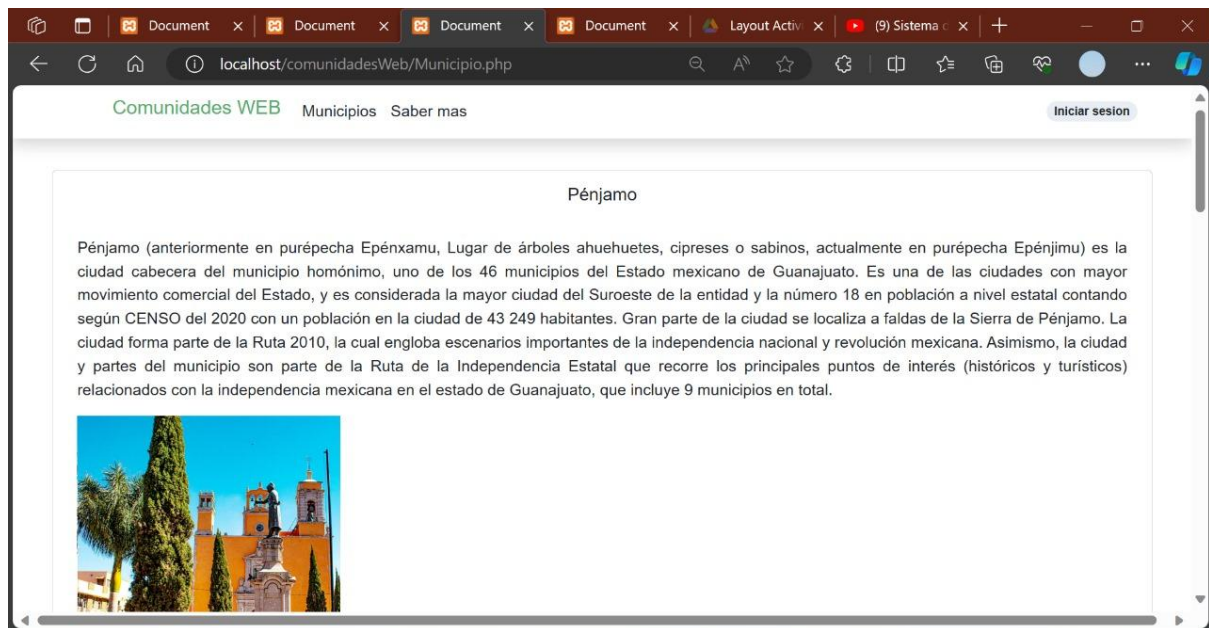 Document
Document
Document
Document
Layout Activ
(9) Sistema
localhost/comunidadesWeb/Municipio.php
Comunidades WEB
Municipios
Saber mas
Iniciar sesion
Pénjamo
Pénjamo (anteriormente en purépecha Epénxamu, Lugar de árboles ahuehuetes, cipreses o sabinos, actualmente en purépecha Epénjimu) es la
ciudad cabecera del municipio homónimo, uno de los 46 municipios del Estado mexicano de Guanajuato. Es una de las ciudades con mayor
movimiento comercial del Estado, y es considerada la mayor ciudad del Suroeste de la entidad y la número 18 en población a nivel estatal contando
según CENSO del 2020 con un población en la ciudad de 43 249 habitantes. Gran parte de la ciudad se localiza a faldas de la Sierra de Pénjamo. La
ciudad forma parte de la Ruta 2010, la cual engloba escenarios importantes de la independencia nacional y revolución mexicana. Asimismo, la ciudad
y partes del municipio son parte de la Ruta de la Independencia Estatal que recorre los principales puntos de interés (históricos y turísticos)
relacionados con la independencia mexicana en el estado de Guanajuato, que incluye 9 municipios en total.